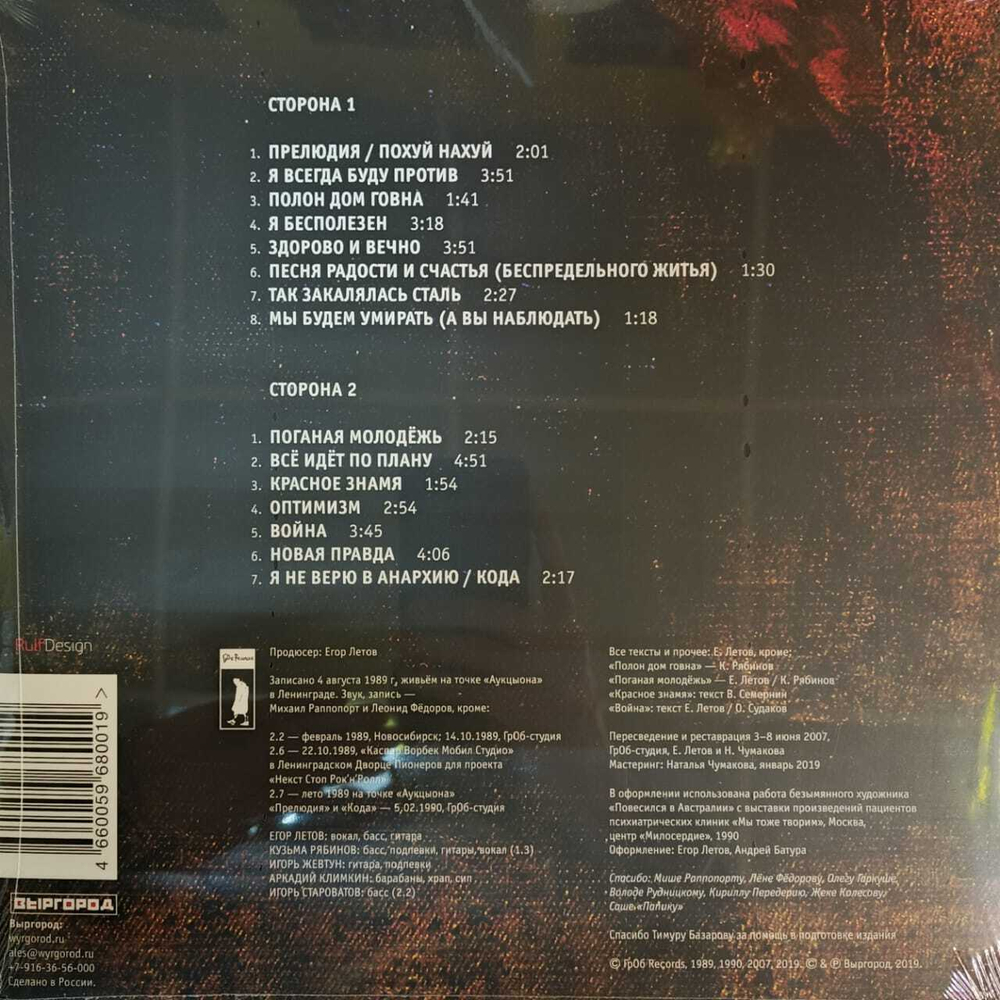 СТОРОНА 1
1. ПРЕЛЮДИЯ / ПОХУЙ НАХУЙ 2:01
2. Я ВСЕГДА БУДУ ПРОТИВ 3:51
3. ПОЛОН ДОМ ГОВНА 1:41
4. Я БЕСПОЛЕЗЕН 3:18
5. ЗДОРОВО И ВЕЧНО 3:51
6. ПЕСНЯ РАДОСТИ И СЧАСТЬЯ (БЕСПРЕДЕЛЬНОГО ЖИТЬЯ) 1:30
7. ТАК ЗАКАЛЯЛАСЬ СТАЛЬ 2:27
8. МЫ БУДЕМ УМИРАТЬ (А ВЫ НАБЛЮДАТЬ) 1:18
СТОРОНА 2
1. ПОГАНАЯ МОЛОДЁЖЬ 2:15
2. ВСЁ ИДЁТ ПО ПЛАНУ 4:51
3. КРАСНОЕ ЗНАМЯ 1:54
4. ОПТИМИЗМ 2:54
5. ВОЙНА 3:45
6. НОВАЯ ПРАВДА 4:06
7. Я НЕ ВЕРЮ В АНАРХИЮ / КОДА 2:17
RulfDesign
4 660059 680019 >
ВЫРГОРОД
Выргород:
wyrgorod.ru
ales@wyrgorod.ru
+7-916-36-56-000
Сделано в России.
Продюсер: Егор Летов
Записано 4 августа 1989 г, живьём на точке «Аукцыона»
в Ленинграде. Звук, запись —
Михаил Раппопорт и Леонид Фёдоров, кроме:
2.2 — февраль 1989, Новосибирск; 14.10.1989, ГрОб-студия
2.6 — 22.10.1989, «Каспар Ворбек Мобил Студио»
в Ленинградском Дворце Пионеров для проекта
«Некст Стоп Рок'н'Ролл»
2.7 — лето 1989 на точке «Аукцыона»
«Прелюдия» и «Кода» — 5,02.1990, ГрОб-студия
ЕГОР ЛЕТОВ: вокал, басс, гитара
КУЗЬМА РЯБИНОВ: басс, подпевки, гитары, вокал (1.3)
ИГОРЬ ЖЕВТУН: гитара, подпевки
АРКАДИЙ КЛИМКИН: барабаны, храп, сип
ИГОРЬ СТАРОВАТОВ: басс (2.2)
Все тексты и прочее: Е. Летов, кроме:
«Полон дом говна» — К. Рябинов
«Поганая молодёжь» — Е. Летов / К. Рябинов
«Красное знамя»: текст В. Семернин
«Война»: текст Е. Летов / О. Судаков
Пересведение и реставрация 3–8 июня 2007,
ГрОб-студия, Е. Летов и Н. Чумакова
Мастеринг: Наталья Чумакова, январь 2019
В оформлении использована работа безымянного художника
«Повесился в Австралии» с выставки произведений пациентов
психиатрических клиник «Мы тоже творим», Москва,
центр «Милосердие», 1990
Оформление: Егор Летов, Андрей Батура
Спасибо: Мише Раппопорту, Лёне Фёдорову, Олегу Гаркуше,
Володе Рудницкому, Кириллу Передерию, Жеке Колесову,
Саше «Папику»
Спасибо Тимуру Базарову за помощь в подготовке издания
© ГрОб Records, 1989, 1990, 2007, 2019. © & ℗ Выргород, 2019.